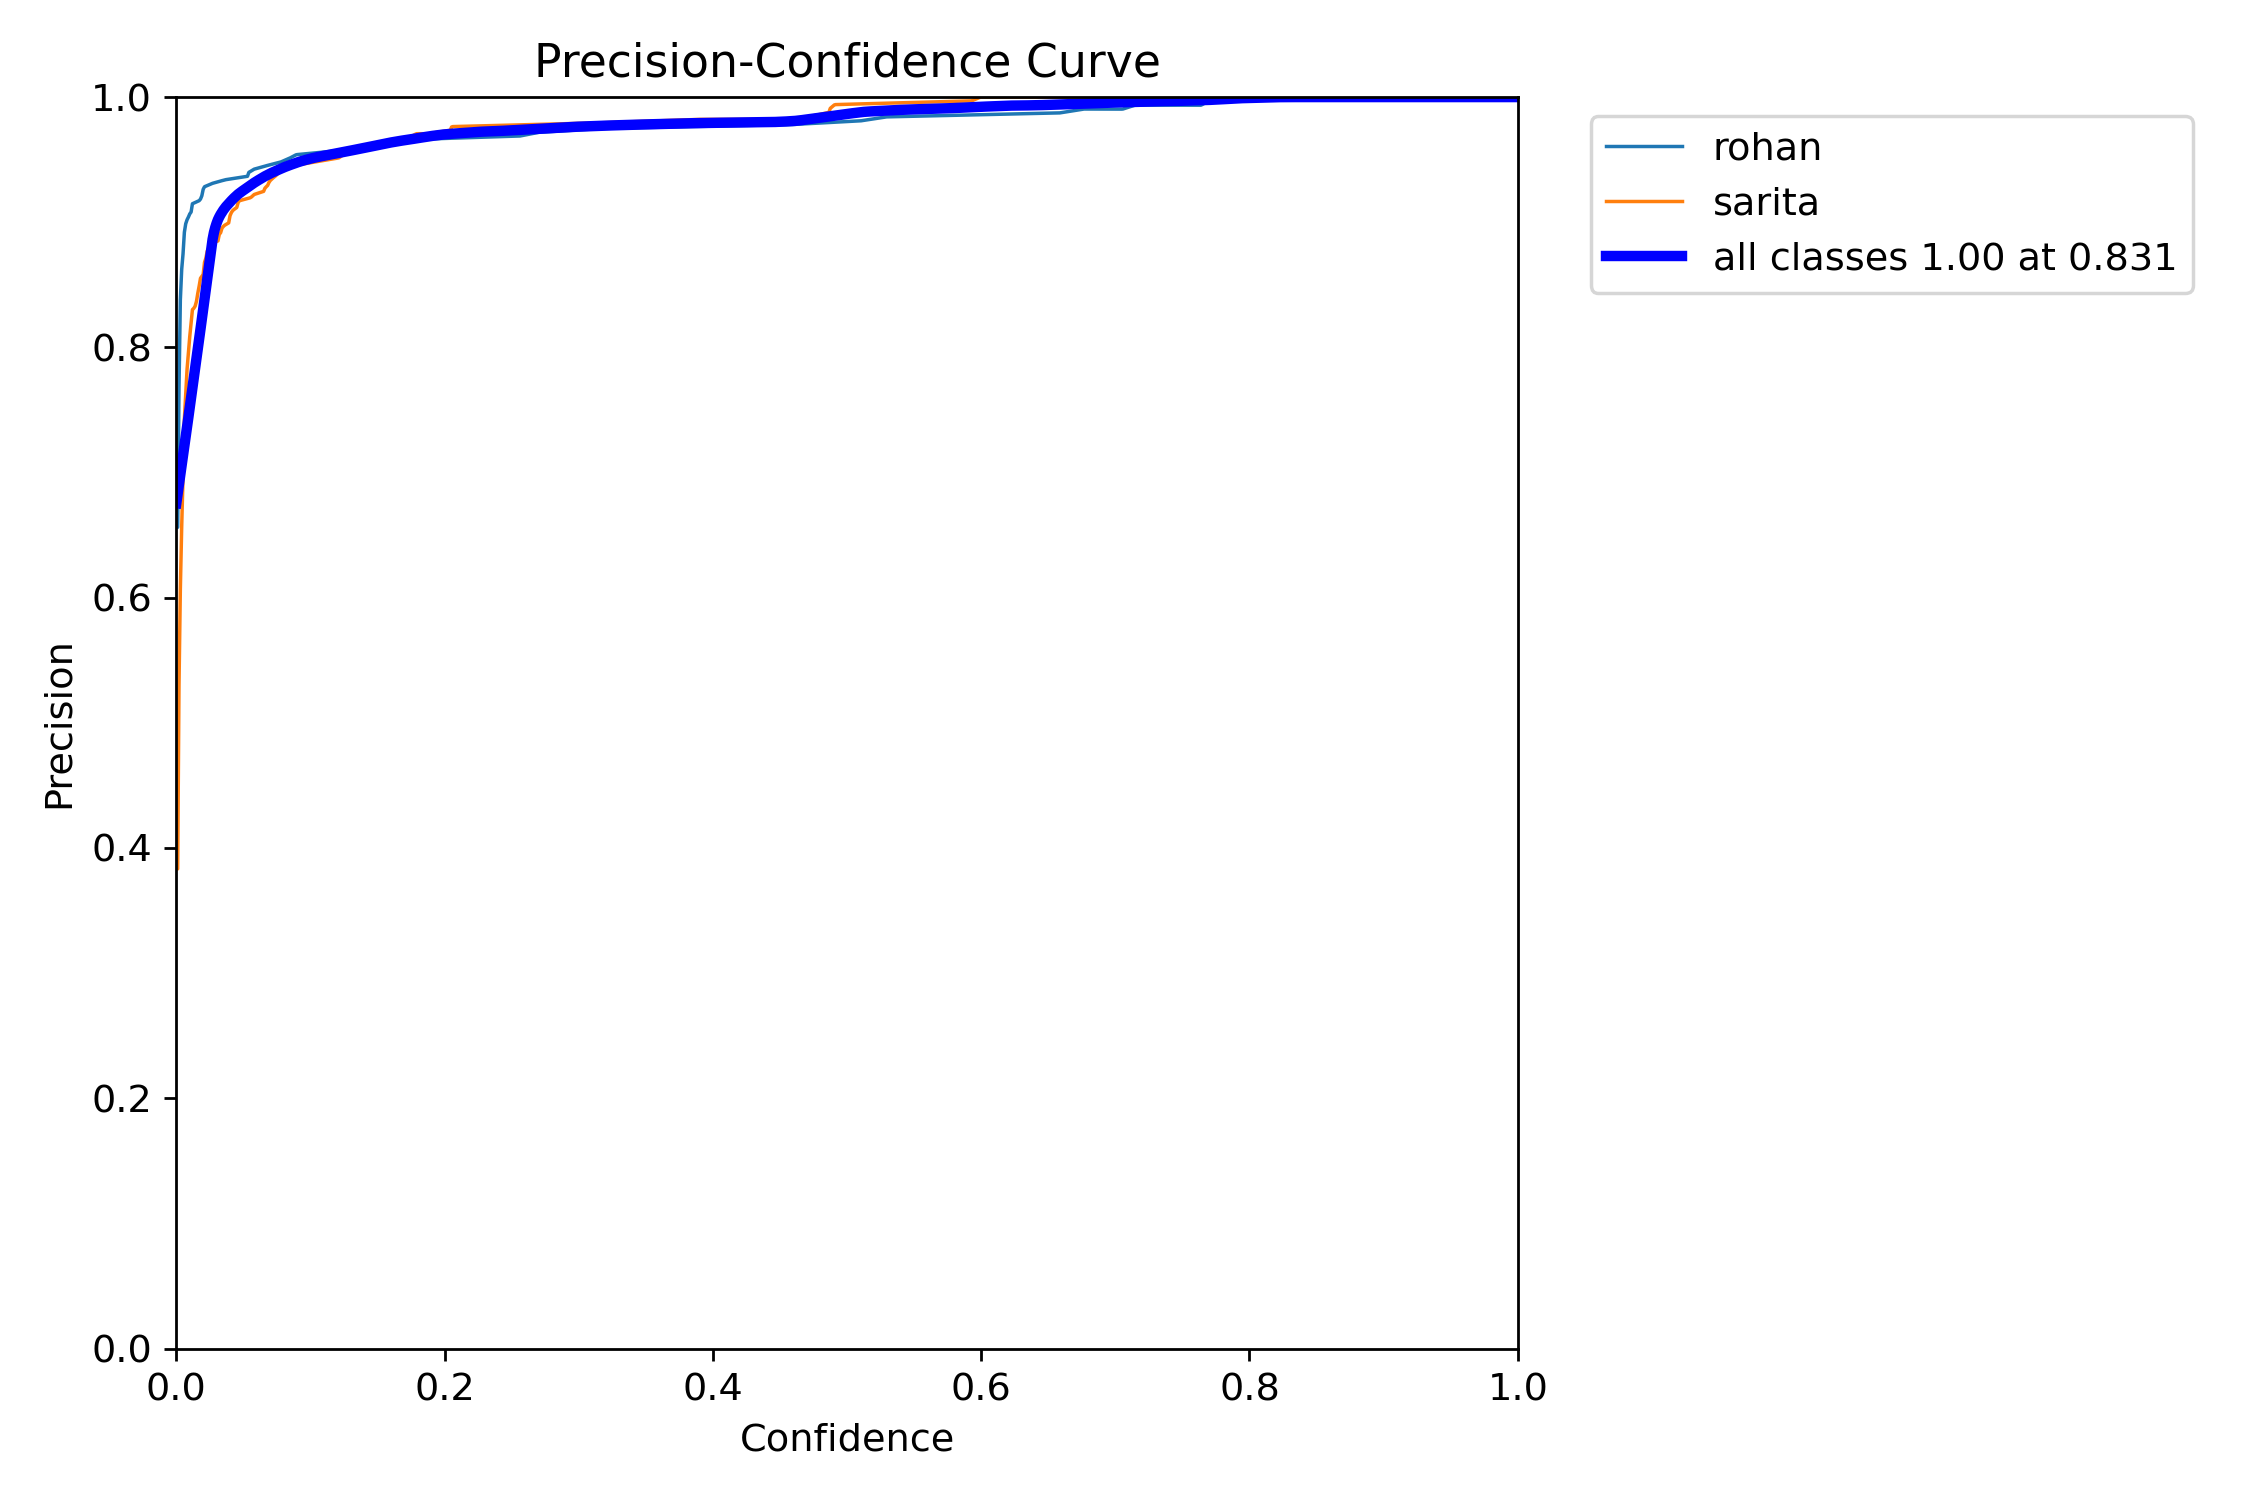 Precision-Confidence Curve
1.0
0.8
0.6
0.4
0.2
0.0
Precision
0.0 0.2 0.4 0.6 0.8 1.0
Confidence
rohan
sarita
all classes 1.00 at 0.831